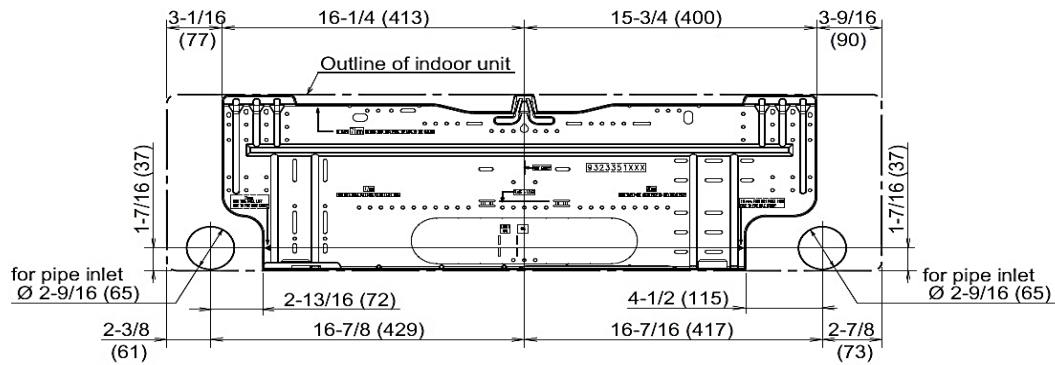 3-1/16
(77)
16-1/4 (413)
15-3/4 (400)
3-9/16
(90)
Outline of indoor unit
9323351XXX
1-7/16 (37)
1-7/16 (37)
for pipe inlet
Ø 2-9/16 (65)
2-13/16 (72)
4-1/2 (115)
for pipe inlet
Ø 2-9/16 (65)
2-3/8
(61)
16-7/8 (429)
16-7/16 (417)
2-7/8
(73)